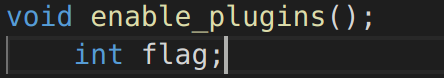 void enable_plugins();
    int flag;